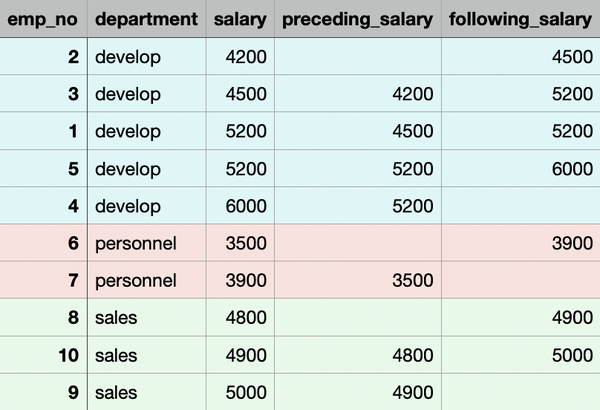 emp_no department salary preceding_salary following_salary
2 develop 4200 4500
3 develop 4500 4200 5200
1 develop 5200 4500 5200
5 develop 5200 5200 6000
4 develop 6000 5200
6 personnel 3500 3900
7 personnel 3900 3500
8 sales 4800 4900
10 sales 4900 4800 5000
9 sales 5000 4900